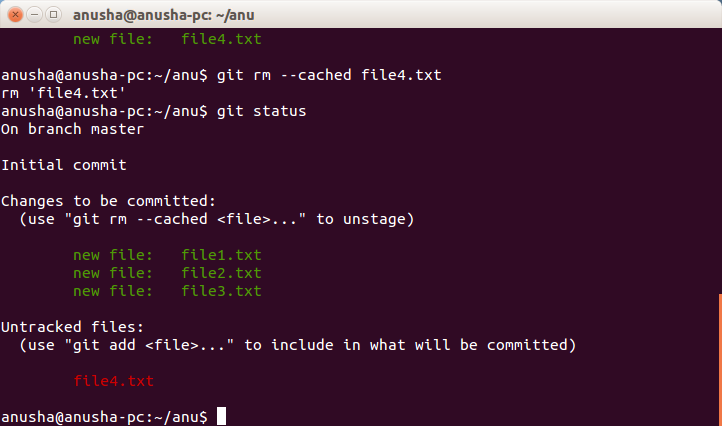 anusha@anusha-pc: ~/anu
new file:   file4.txt
anusha@anusha-pc:~/anu$ git rm --cached file4.txt
rm 'file4.txt'
anusha@anusha-pc:~/anu$ git status
On branch master
Initial commit
Changes to be committed:
  (use "git rm --cached <file>..." to unstage)
new file:   file1.txt
new file:   file2.txt
new file:   file3.txt
Untracked files:
  (use "git add <file>..." to include in what will be committed)
file4.txt
anusha@anusha-pc:~/anu$